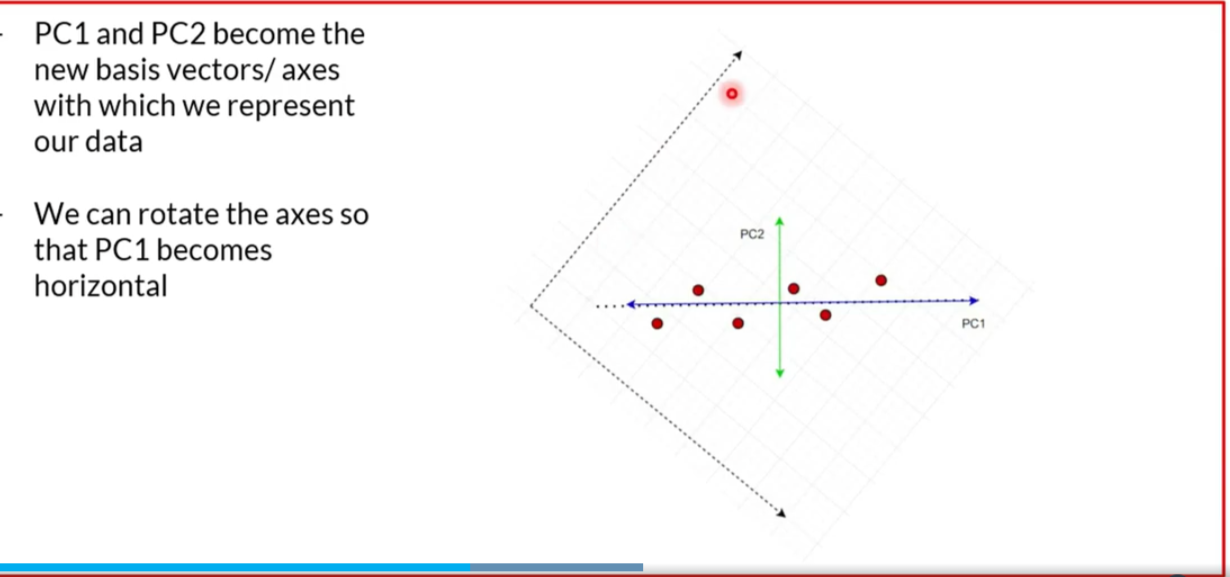 - PC1 and PC2 become the
new basis vectors/ axes
with which we represent
our data
- We can rotate the axes so
that PC1 becomes
horizontal
PC2
PC1